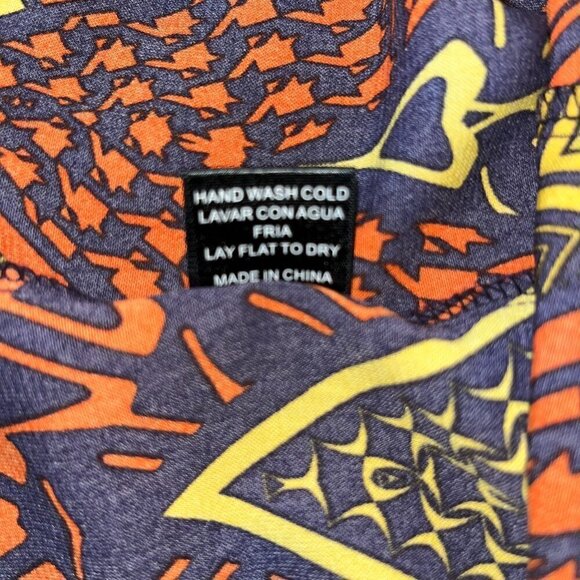 HAND WASH COLD
LAVAR CON AGUA
FRIA
LAY FLAT TO DRY
MADE IN CHINA